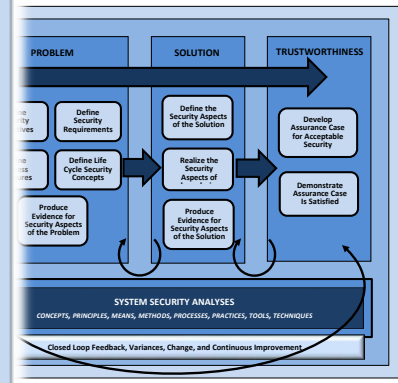 PROBLEM
Define
Security
Requirements
Define Life
Cycle Security
Concepts
Produce
Evidence for
Security Aspects
of the Problem
SOLUTION
Define the
Security Aspects
of the Solution
Realize the
Security
Aspects of
Produce
Evidence for
Security Aspects
of the Solution
TRUSTWORTHINESS
Develop
Assurance Case
for Acceptable
Security
Demonstrate
Assurance Case
Is Satisfied
SYSTEM SECURITY ANALYSES
CONCEPTS, PRINCIPLES, MEANS, METHODS, PROCESSES, PRACTICES, TOOLS, TECHNIQUES
Closed Loop Feedback, Variances, Change, and Continuous Improvement